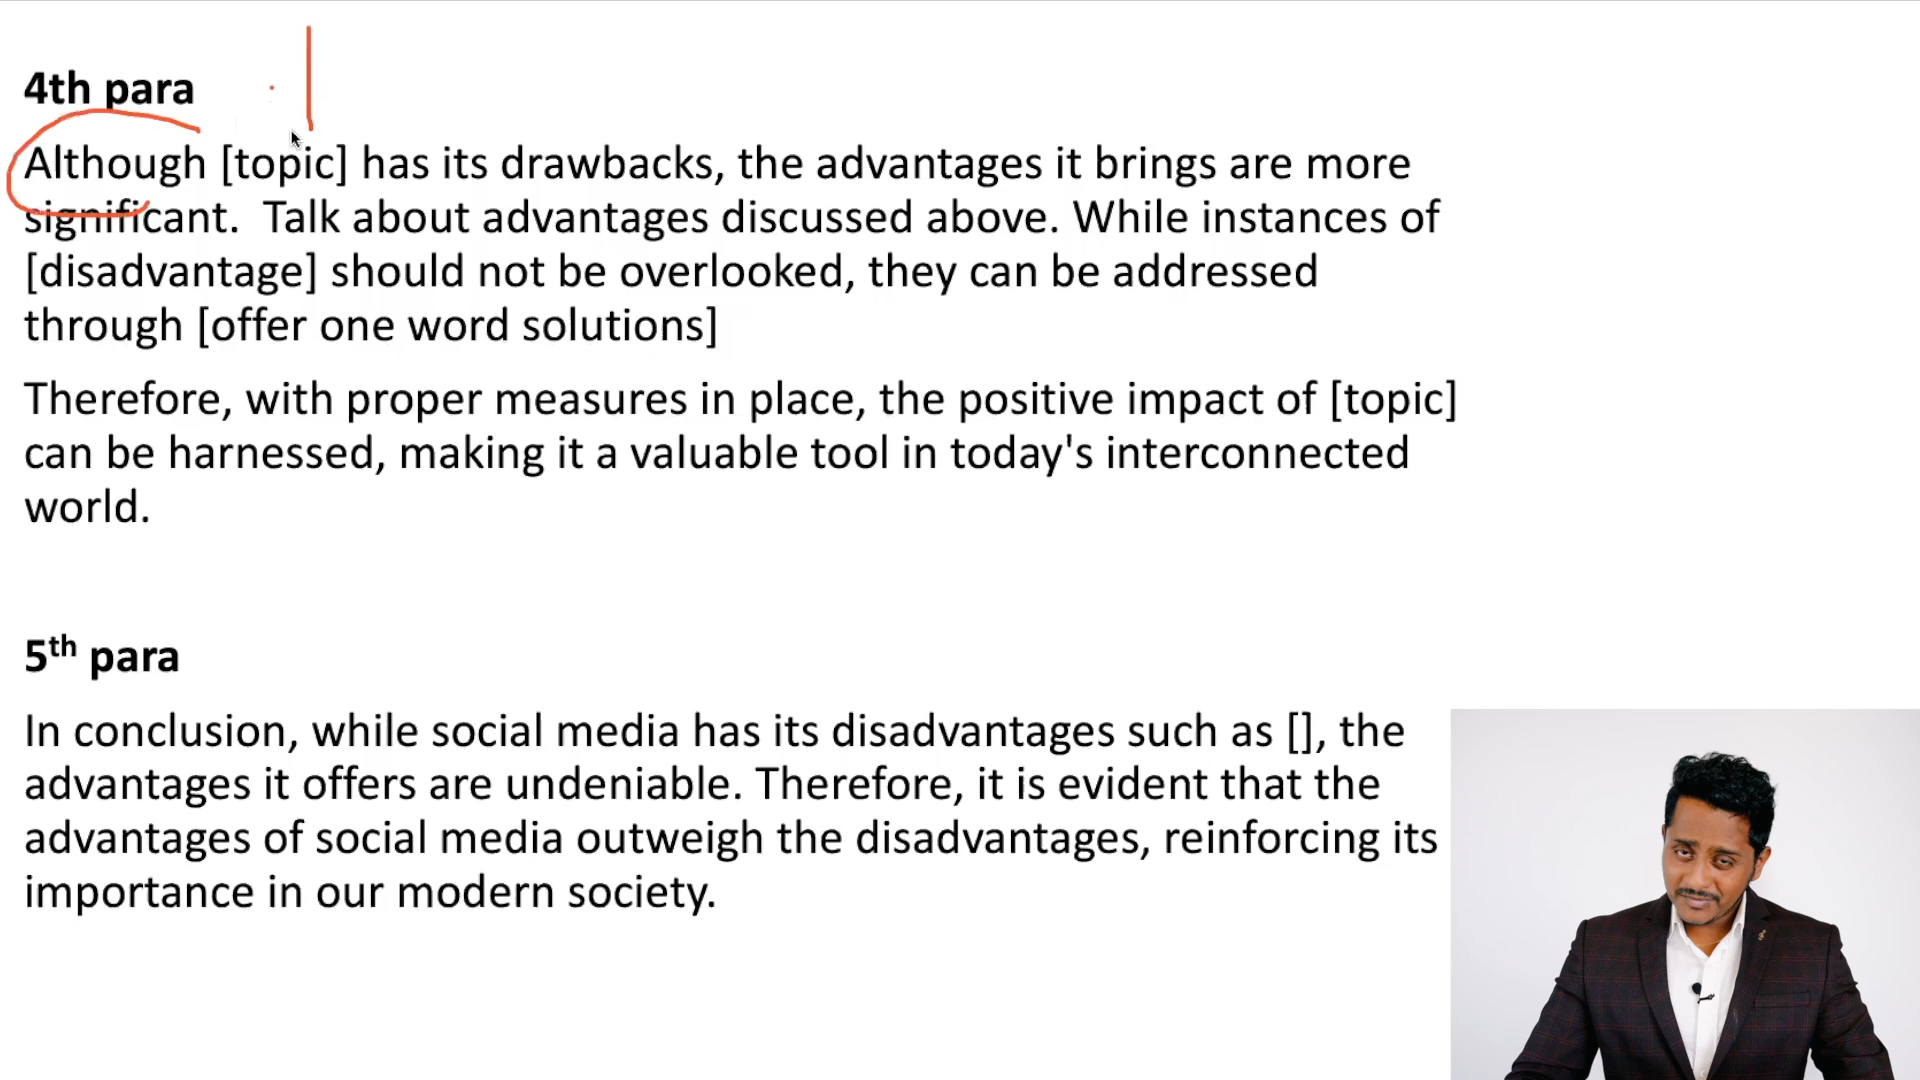 4th para
Although [topic] has its drawbacks, the advantages it brings are more
significant.  Talk about advantages discussed above. While instances of
[disadvantage] should not be overlooked, they can be addressed
through [offer one word solutions]
Therefore, with proper measures in place, the positive impact of [topic]
can be harnessed, making it a valuable tool in today's interconnected
world.
5th para
In conclusion, while social media has its disadvantages such as [], the
advantages it offers are undeniable. Therefore, it is evident that the
advantages of social media outweigh the disadvantages, reinforcing its
importance in our modern society.